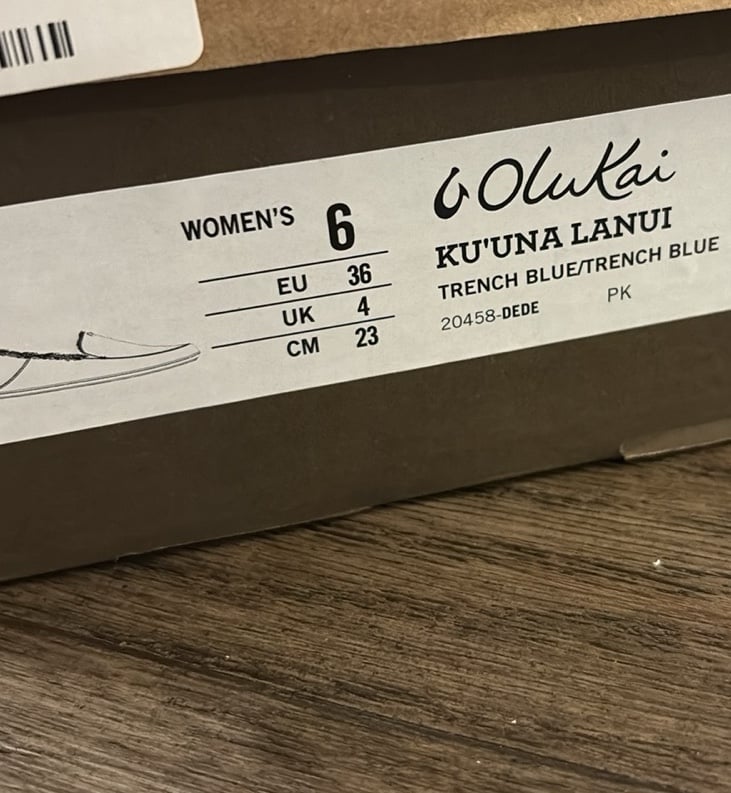 WOMEN'S 6
EU 36
UK 4
CM 23
OluKai
KU'UNA LANUI
TRENCH BLUE/TRENCH BLUE
20458-DEDE PK